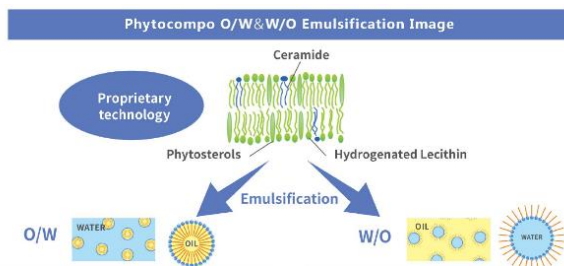 Phytocompo O/W&W/O Emulsification Image
Ceramide
Proprietary
technology
Phytosterols
Hydrogenated Lecithin
Emulsification
O/W
WATER
OIL
W/O
OIL
WATER